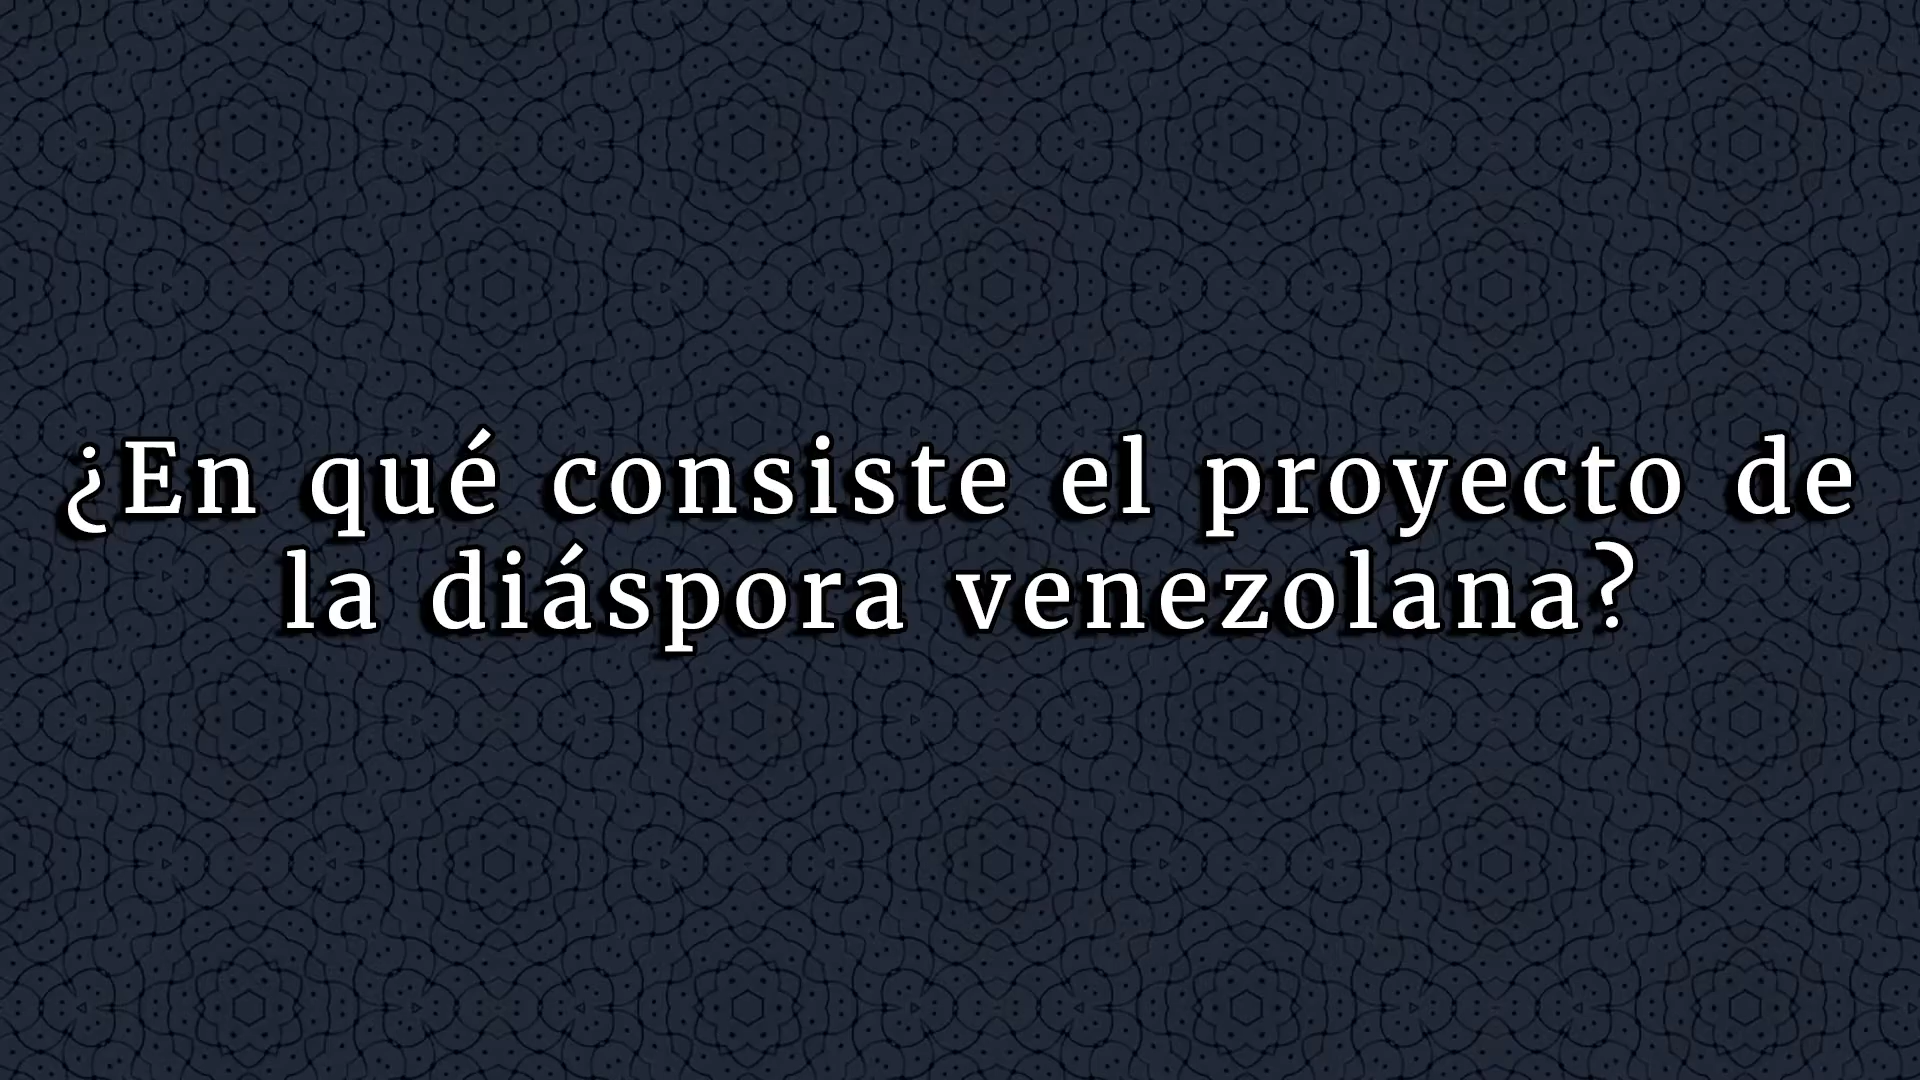 ¿En qué consiste el proyecto de
la diáspora venezolana?